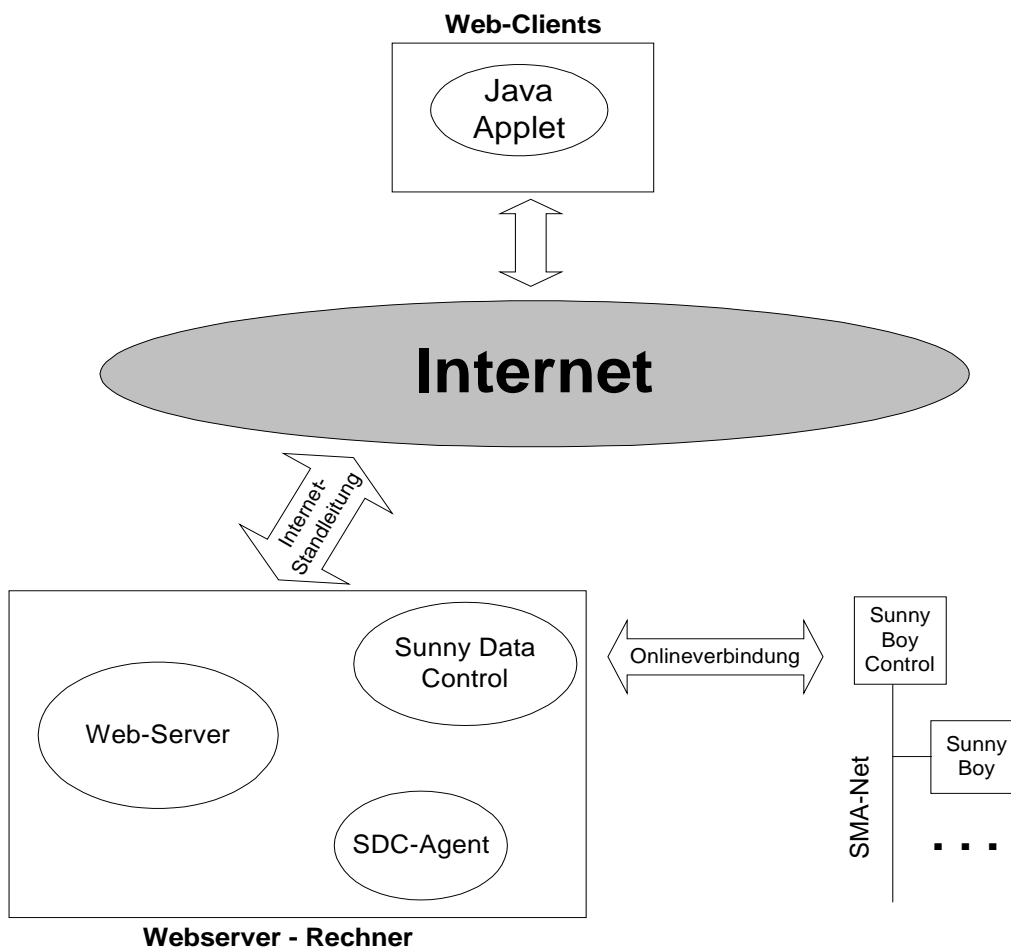 Web-Clients
Java
Applet
Internet
Internet-
Standleitung
Sunny Data
Control
Web-Server
SDC-Agent
Onlineverbindung
Sunny
Boy
Control
Sunny
Boy
SMA-Net
. . .
Webserver - Rechner